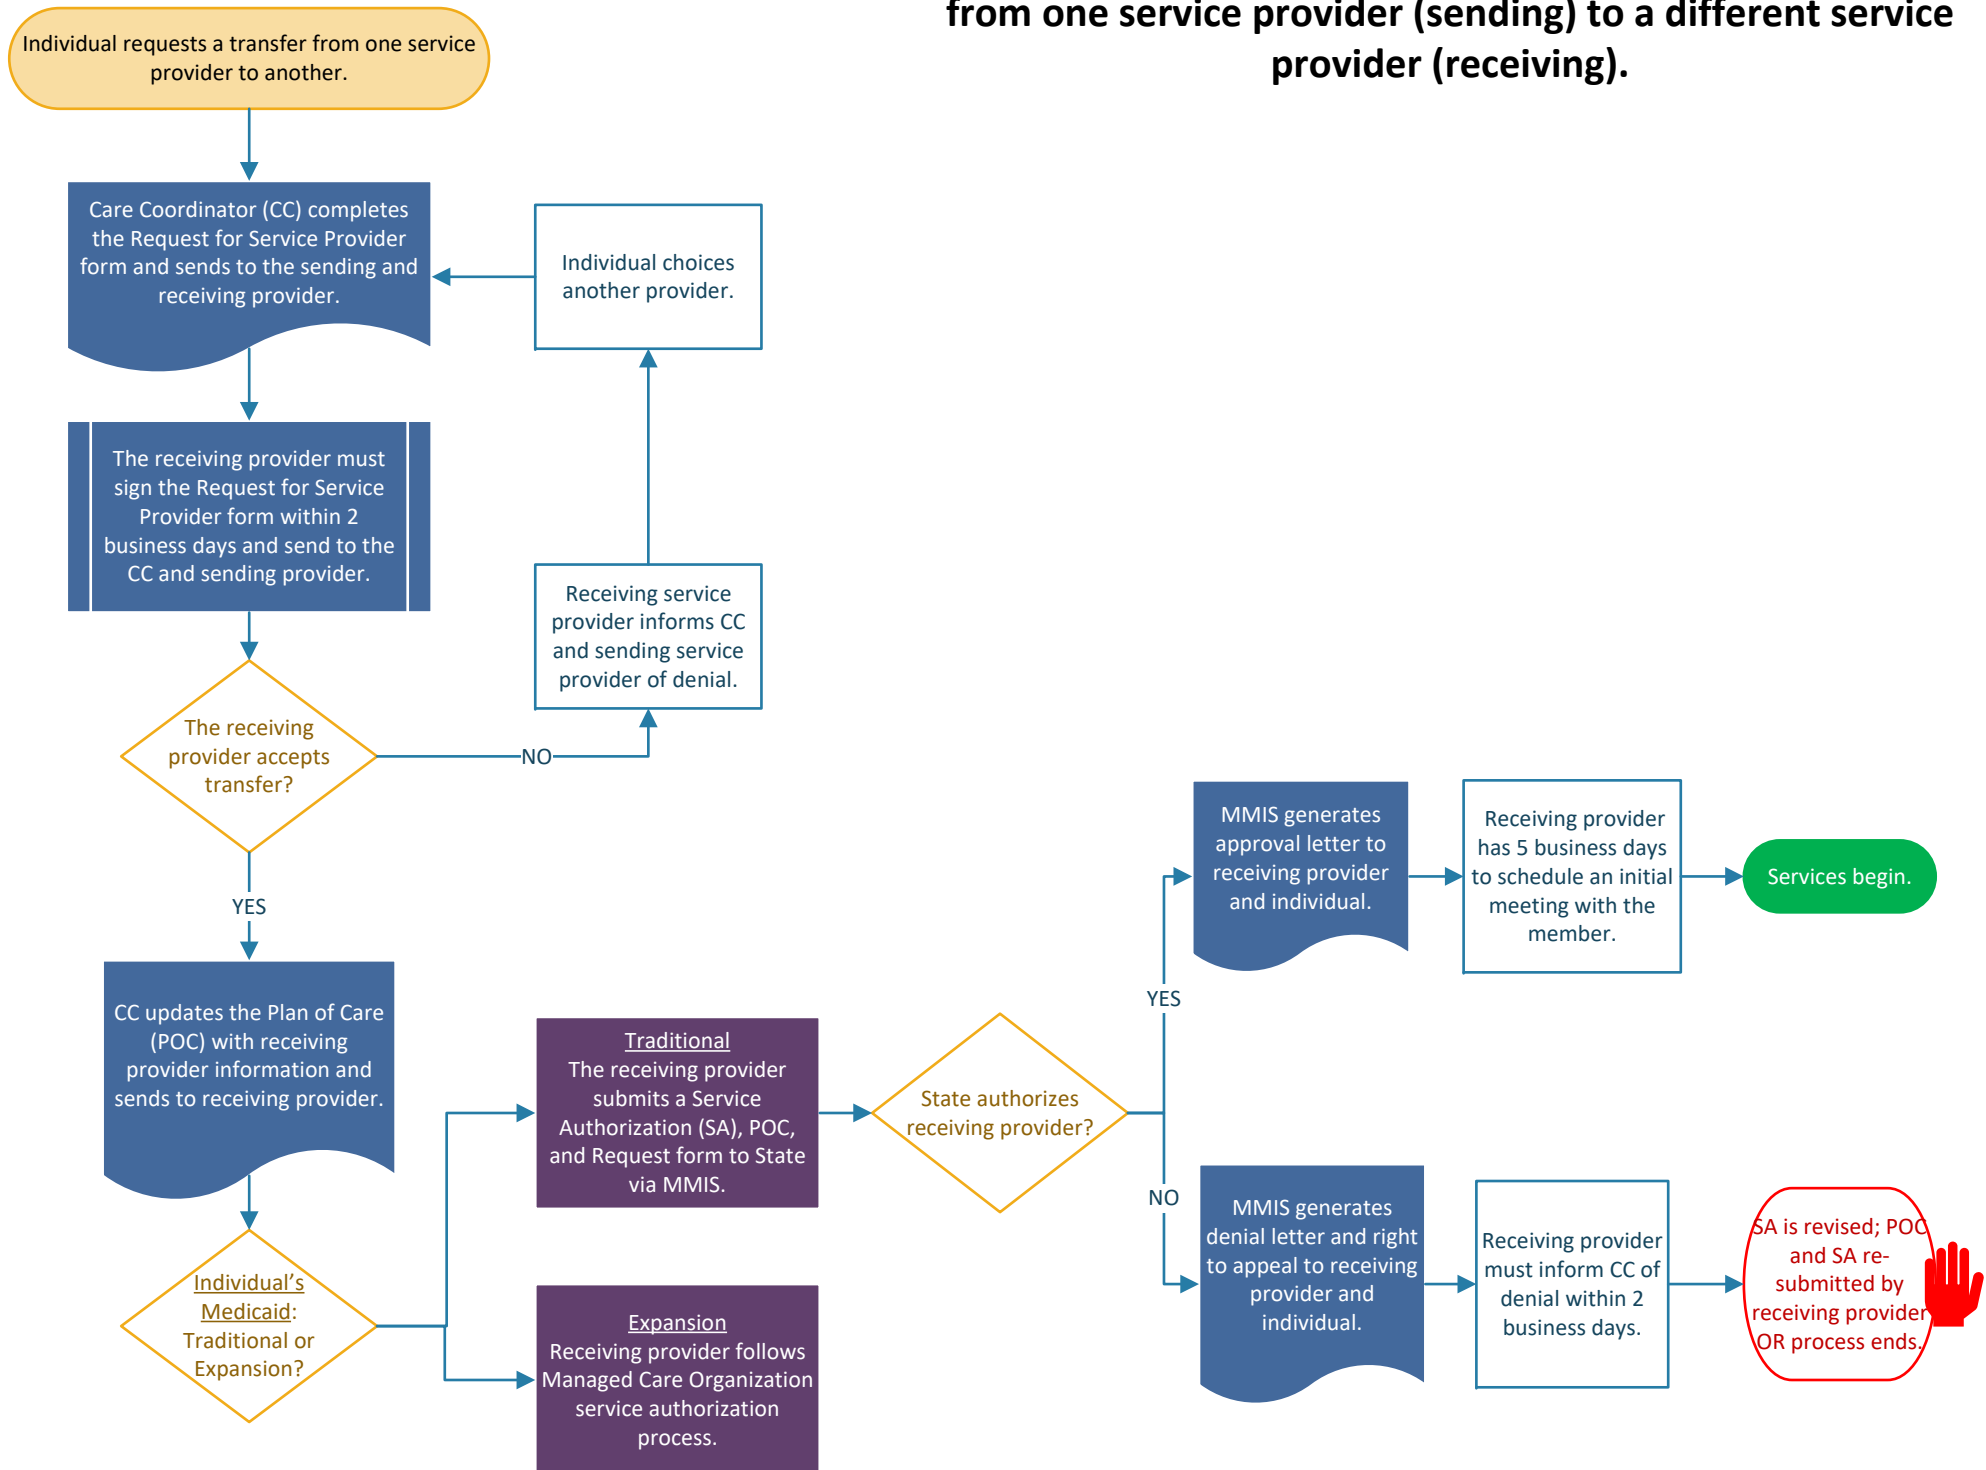 from one service provider (sending) to a different service
provider (receiving).
Individual requests a transfer from one service
provider to another.
Care Coordinator (CC) completes
the Request for Service Provider
form and sends to the sending and
receiving provider.
Individual choices
another provider.
The receiving provider must
sign the Request for Service
Provider form within 2
business days and send to the
CC and sending provider.
Receiving service
provider informs CC
and sending service
provider of denial.
The receiving
provider accepts
transfer?
NO
YES
CC updates the Plan of Care
(POC) with receiving
provider information and
sends to receiving provider.
Individual’s
Medicaid:
Traditional or
Expansion?
Traditional
The receiving provider
submits a Service
Authorization (SA), POC,
and Request form to State
via MMIS.
Expansion
Receiving provider follows
Managed Care Organization
service authorization
process.
State authorizes
receiving provider?
YES
MMIS generates
approval letter to
receiving provider
and individual.
Receiving provider
has 5 business days
to schedule an initial
meeting with the
member.
Services begin.
NO
MMIS generates
denial letter and right
to appeal to receiving
provider and
individual.
Receiving provider
must inform CC of
denial within 2
business days.
SA is revised; POC
and SA re-
submitted by
receiving provider
OR process ends.